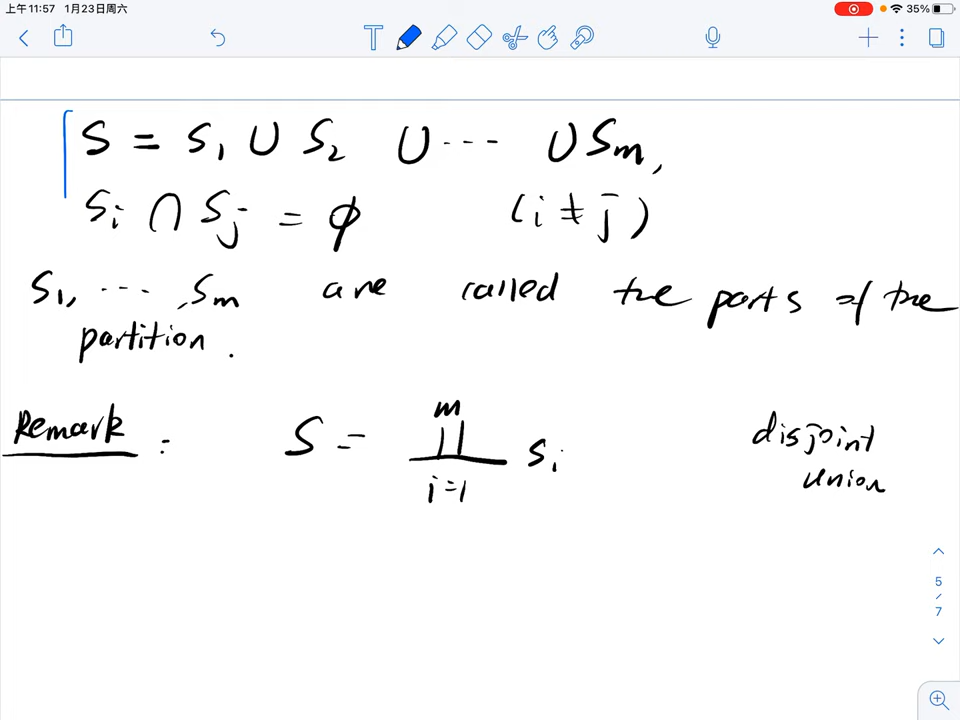 上午11:57 1月23日周六
35%
S = S₁ ∪ S₂ ∪ ⋯ ∪ Sₘ,
Sᵢ ∩ Sⱼ = ϕ (i ≠ j)
S₁, ⋯ , Sₘ are called the parts of the
partition.
Remark : S = ∐ᵢ₌₁ᵐ Sᵢ disjoint
union
5
/
7